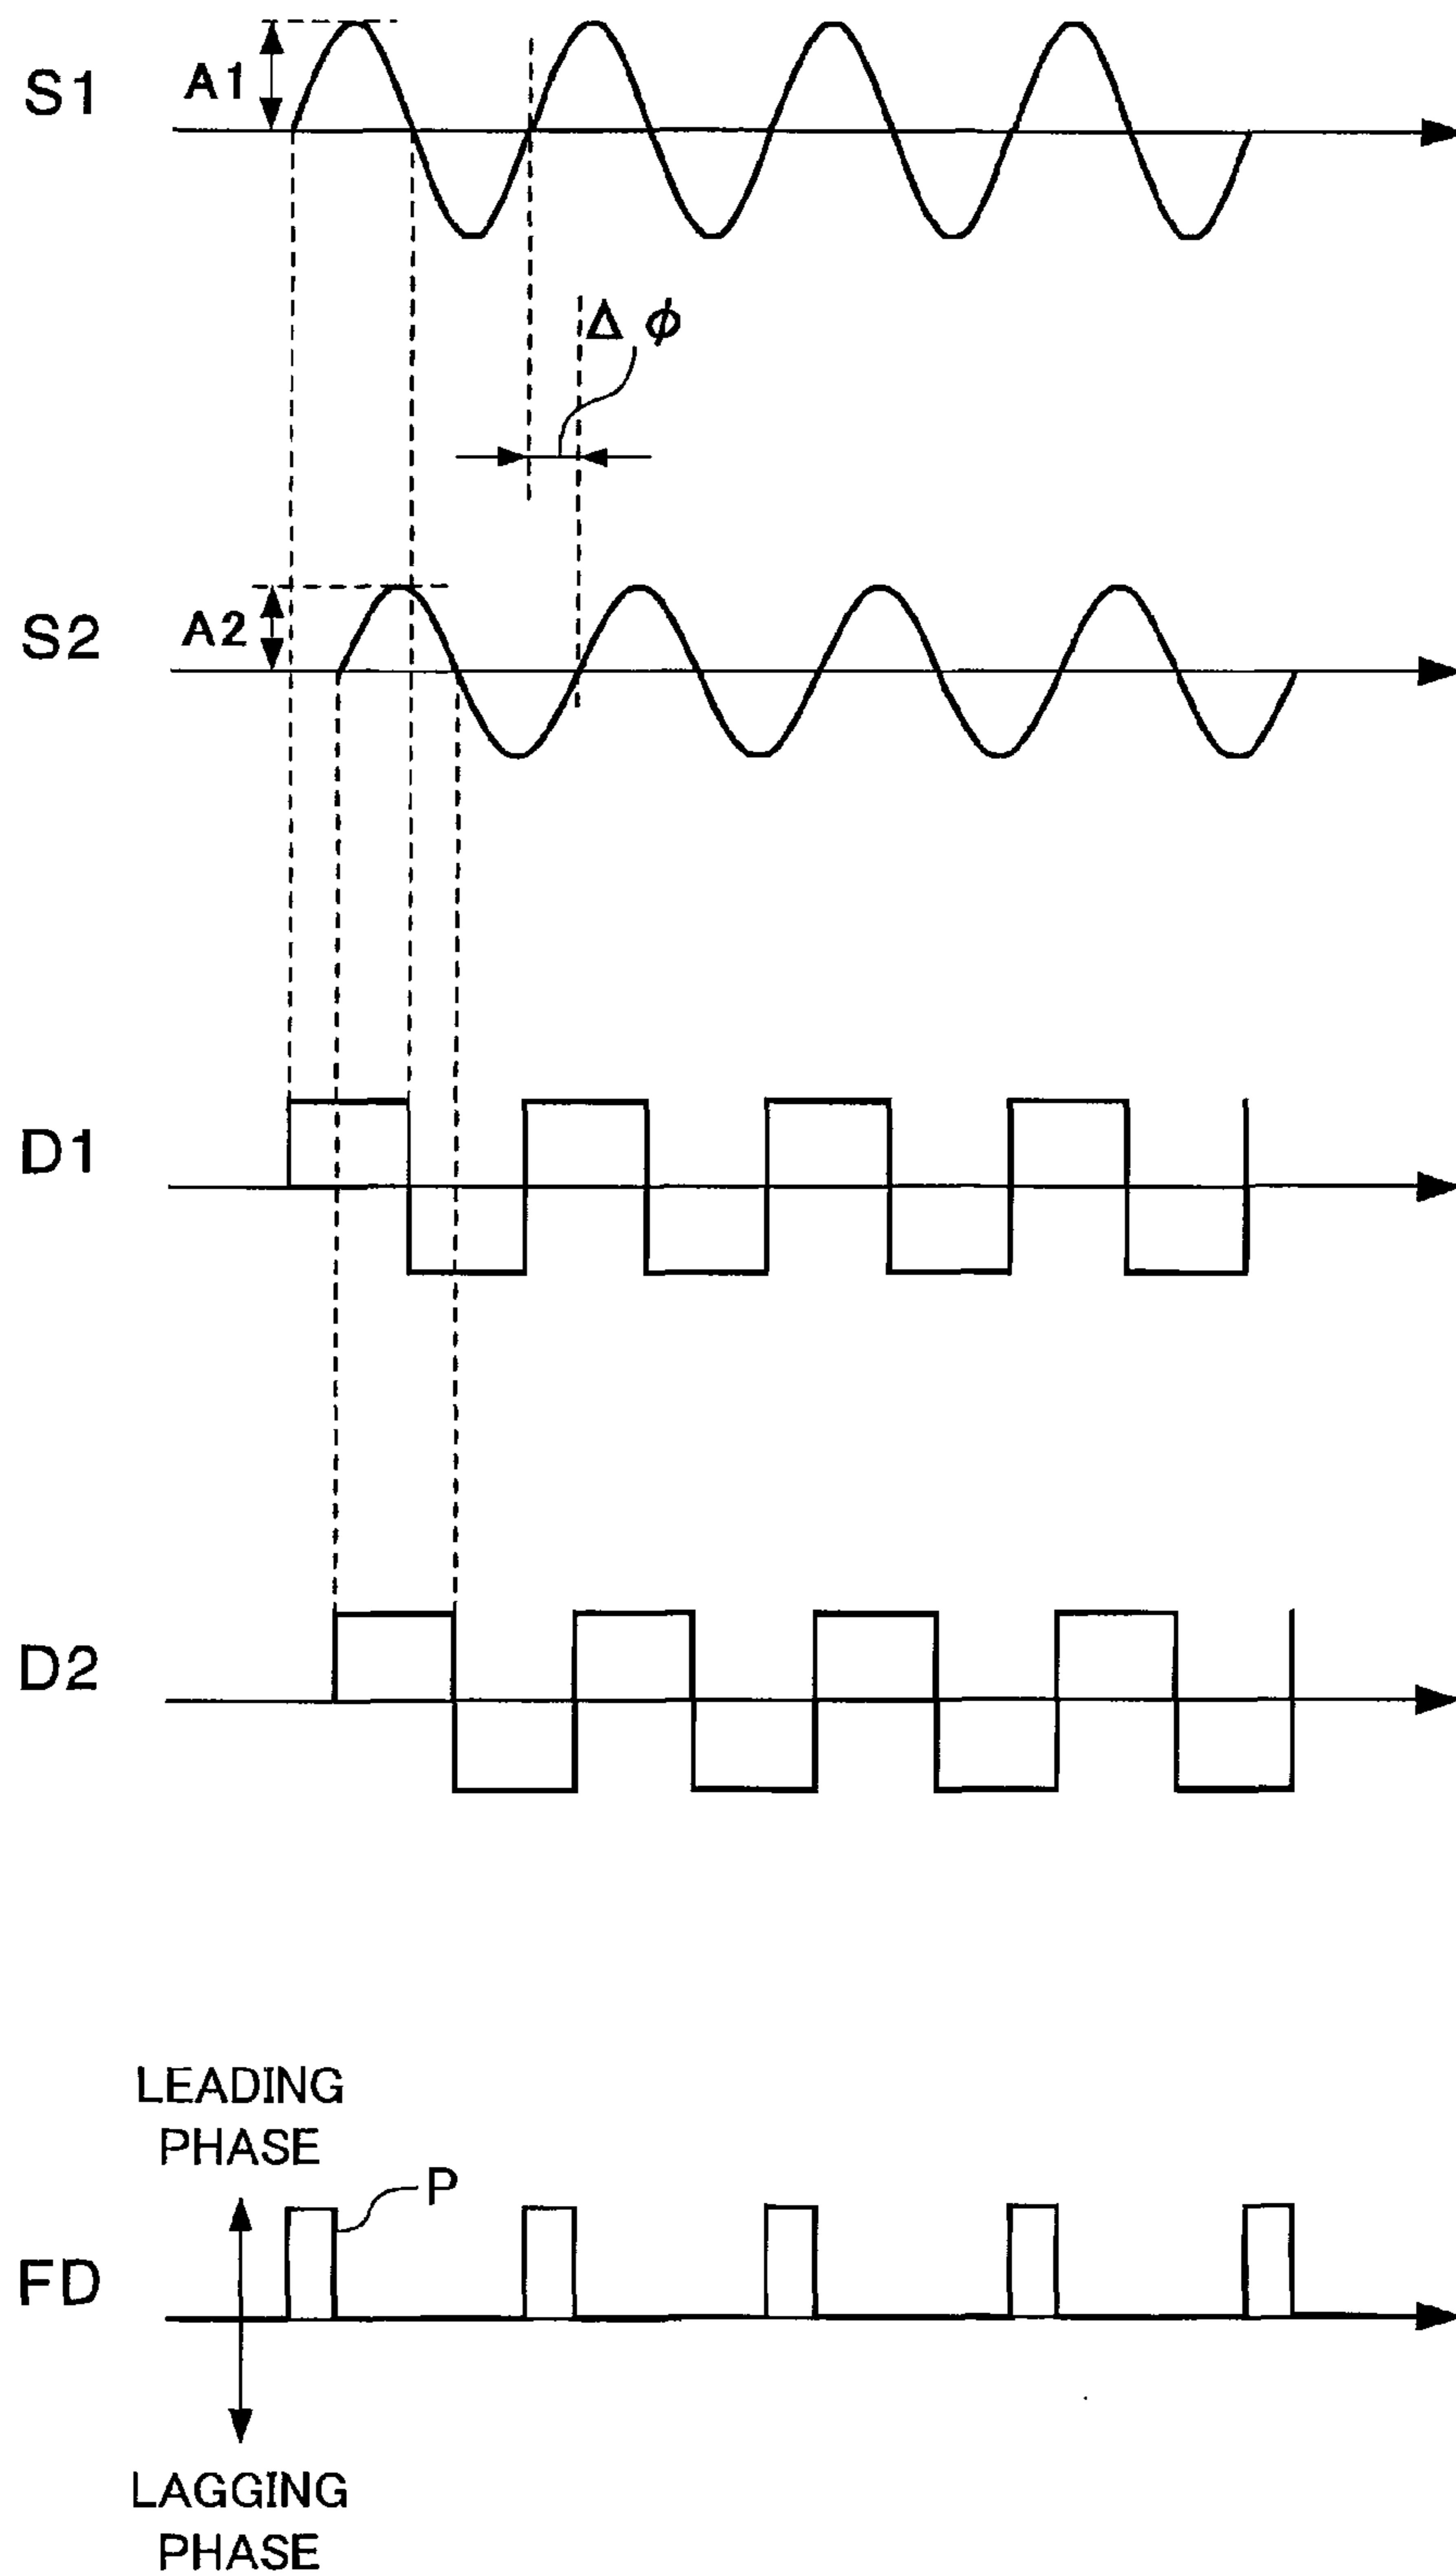 S1
A1
Δ φ
S2
A2
D1
D2
LEADING
PHASE
P
FD
LAGGING
PHASE